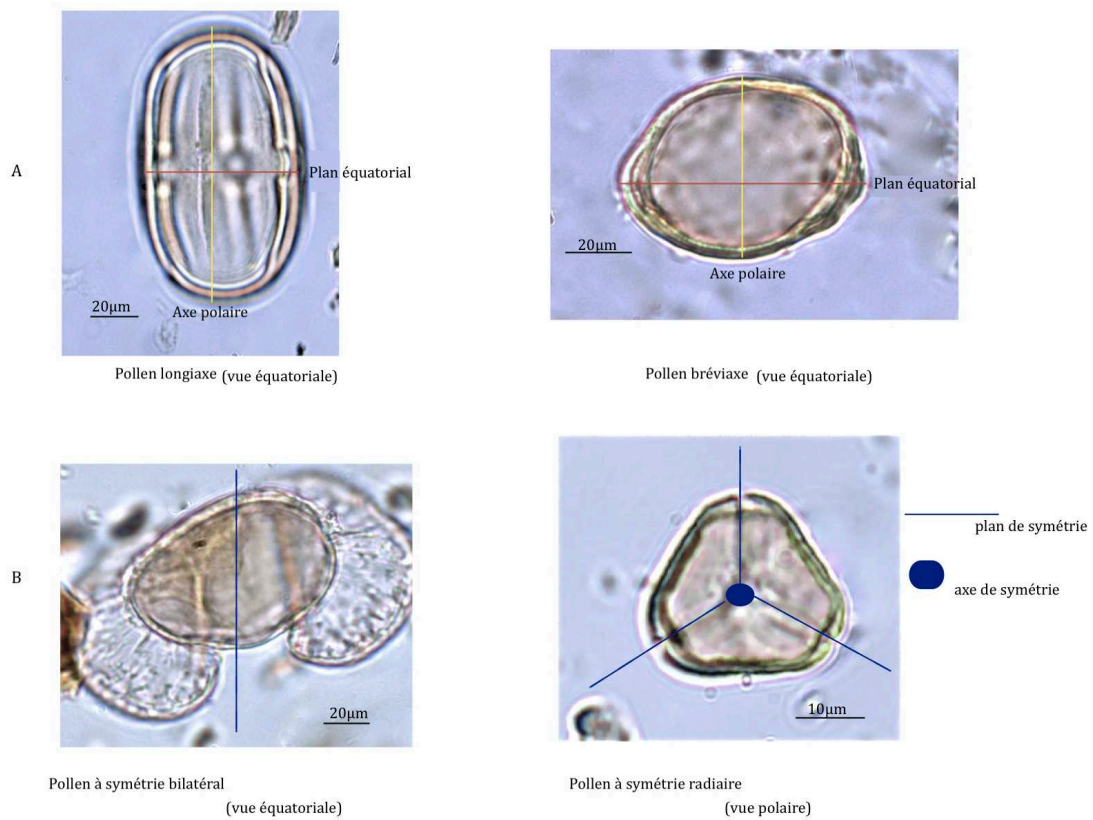 A
Plan équatorial
20µm
Axe polaire
Pollen longiaxe (vue équatoriale)
Plan équatorial
20µm
Axe polaire
Pollen bréviaxe (vue équatoriale)
B
20µm
Pollen à symétrie bilatéral
(vue équatoriale)
10µm
Pollen à symétrie radiaire
(vue polaire)
plan de symétrie
axe de symétrie